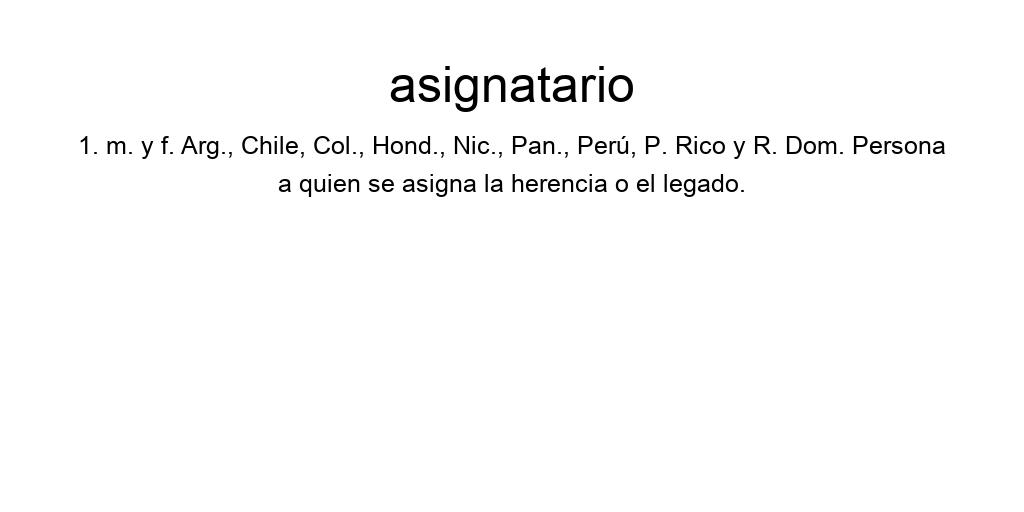 asignatario
1. m. y f. Arg., Chile, Col., Hond., Nic., Pan., Perú, P. Rico y R. Dom. Persona
a quien se asigna la herencia o el legado.